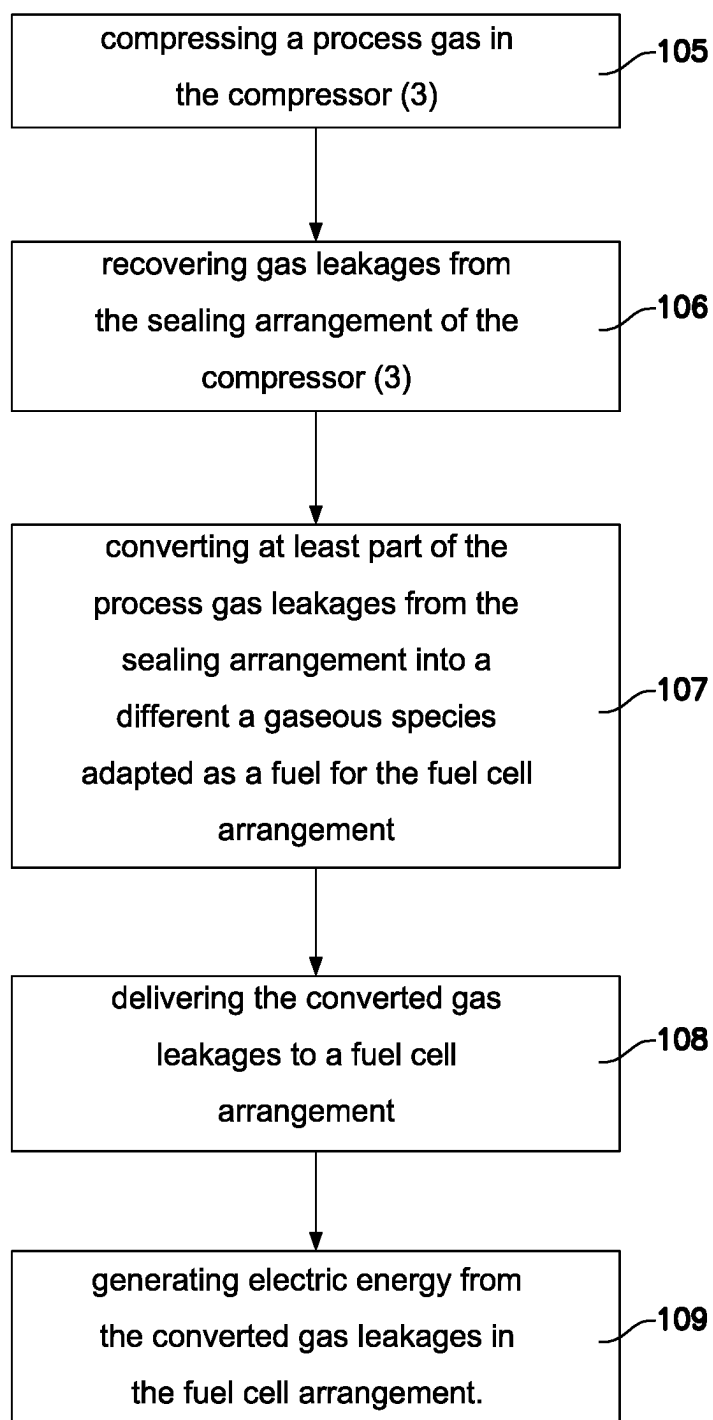 compressing a process gas in
the compressor (3)
105
recovering gas leakages from
the sealing arrangement of the
compressor (3)
106
converting at least part of the
process gas leakages from the
sealing arrangement into a
different a gaseous species
adapted as a fuel for the fuel cell
arrangement
107
delivering the converted gas
leakages to a fuel cell
arrangement
108
generating electric energy from
the converted gas leakages in
the fuel cell arrangement.
109